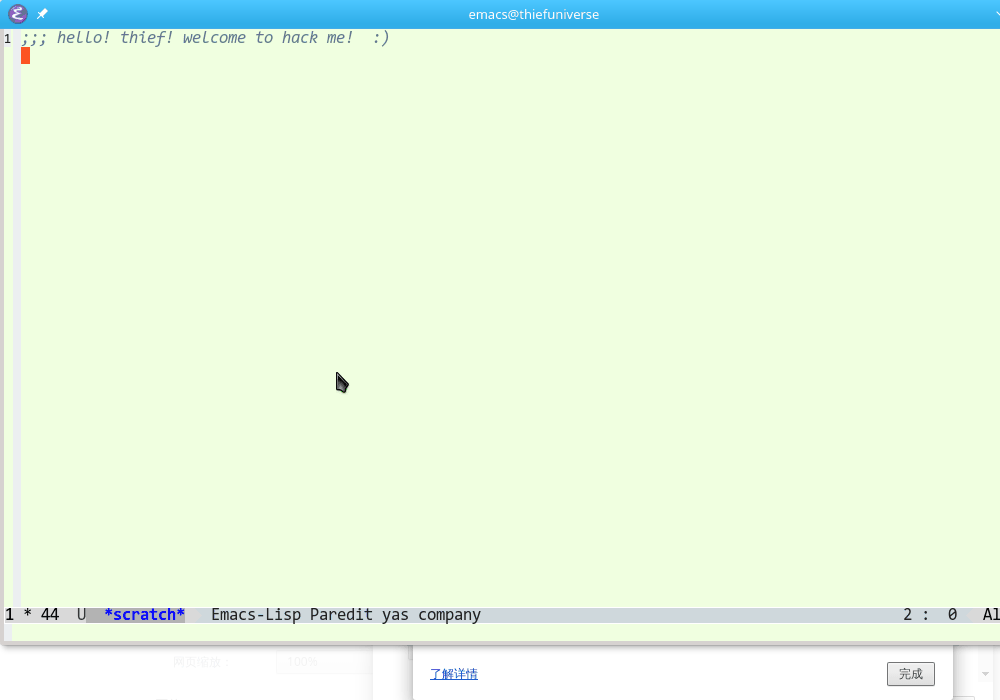 emacs@thiefuniverse
1 ;;; hello! thief! welcome to hack me!  :)
1 * 44  U  *scratch*   Emacs-Lisp Paredit yas company   2 :  0   Al
网页缩放： 100%
了解详情 完成